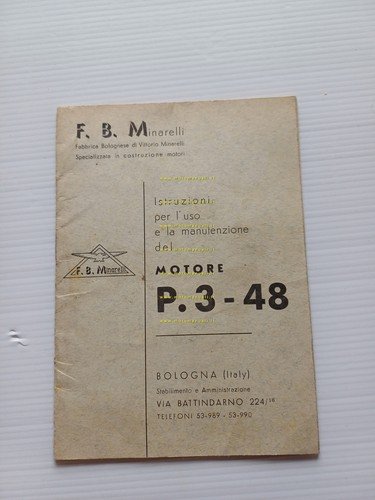 F. B. Minarelli
Fabbrica Bolognese di Vittorio Minarelli
Specializzata in costruzione motori
Istruzioni
per l'uso
e la manutenzione
del
MOTORE
P. 3 - 48
F. B. Minarelli
BOLOGNA (Italy)
Stabilimento e Amministrazione
VIA BATTINDARNO 224/
TELEFONI 53-989 - 53-990